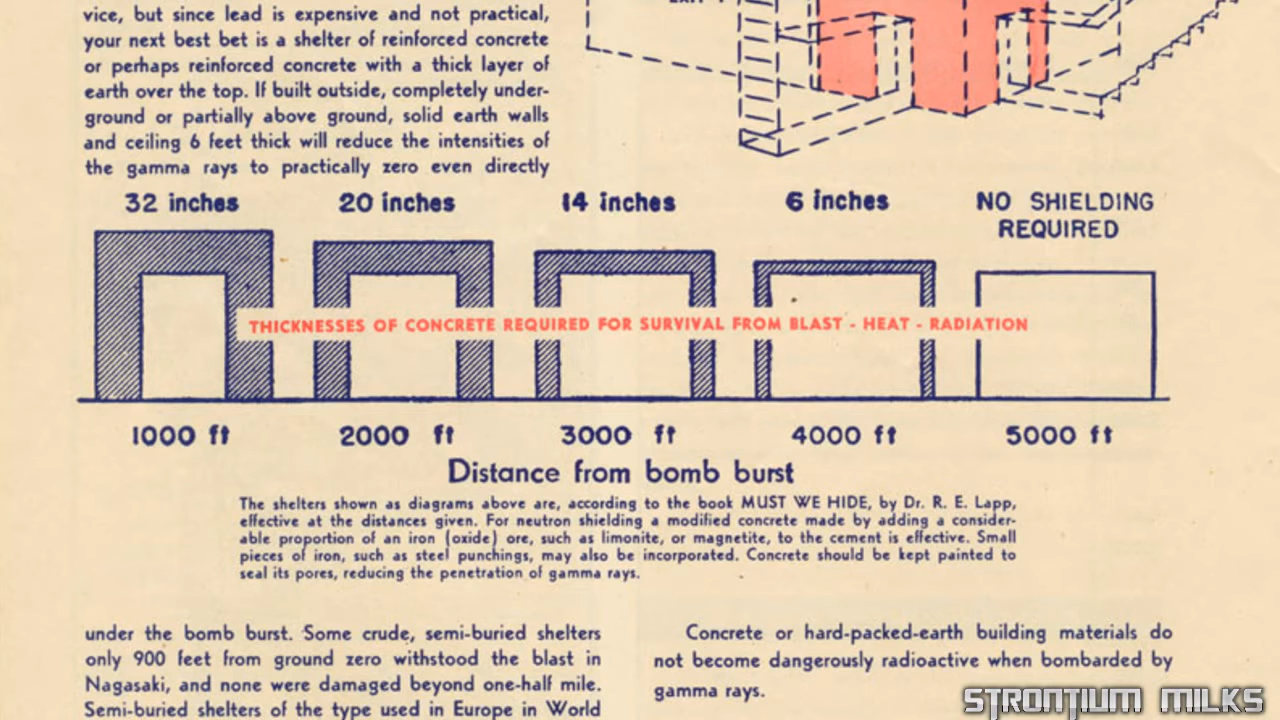 vice, but since lead is expensive and not practical,
your next best bet is a shelter of reinforced concrete
or perhaps reinforced concrete with a thick layer of
earth over the top. If built outside, completely under-
ground or partially above ground, solid earth walls
and ceiling 6 feet thick will reduce the intensities of
the gamma rays to practically zero even directly
32 inches
20 inches
14 inches
6 inches
NO SHIELDING
REQUIRED
THICKNESSES OF CONCRETE REQUIRED FOR SURVIVAL FROM BLAST - HEAT - RADIATION
1000 ft
2000 ft
3000 ft
4000 ft
5000 ft
Distance from bomb burst
The shelters shown as diagrams above are, according to the book MUST WE HIDE, by Dr. R. E. Lapp,
effective at the distances given. For neutron shielding a modified concrete made by adding a consider-
able proportion of an iron (oxide) ore, such as limonite, or magnetite, to the cement is effective. Small
pieces of iron, such as steel punchings, may also be incorporated. Concrete should be kept painted to
seal its pores, reducing the penetration of gamma rays.
under the bomb burst. Some crude, semi-buried shelters
only 900 feet from ground zero withstood the blast in
Nagasaki, and none were damaged beyond one-half mile.
Semi-buried shelters of the type used in Europe in World
Concrete or hard-packed-earth building materials do
not become dangerously radioactive when bombarded by
gamma rays.
STRONTIUM MILKS